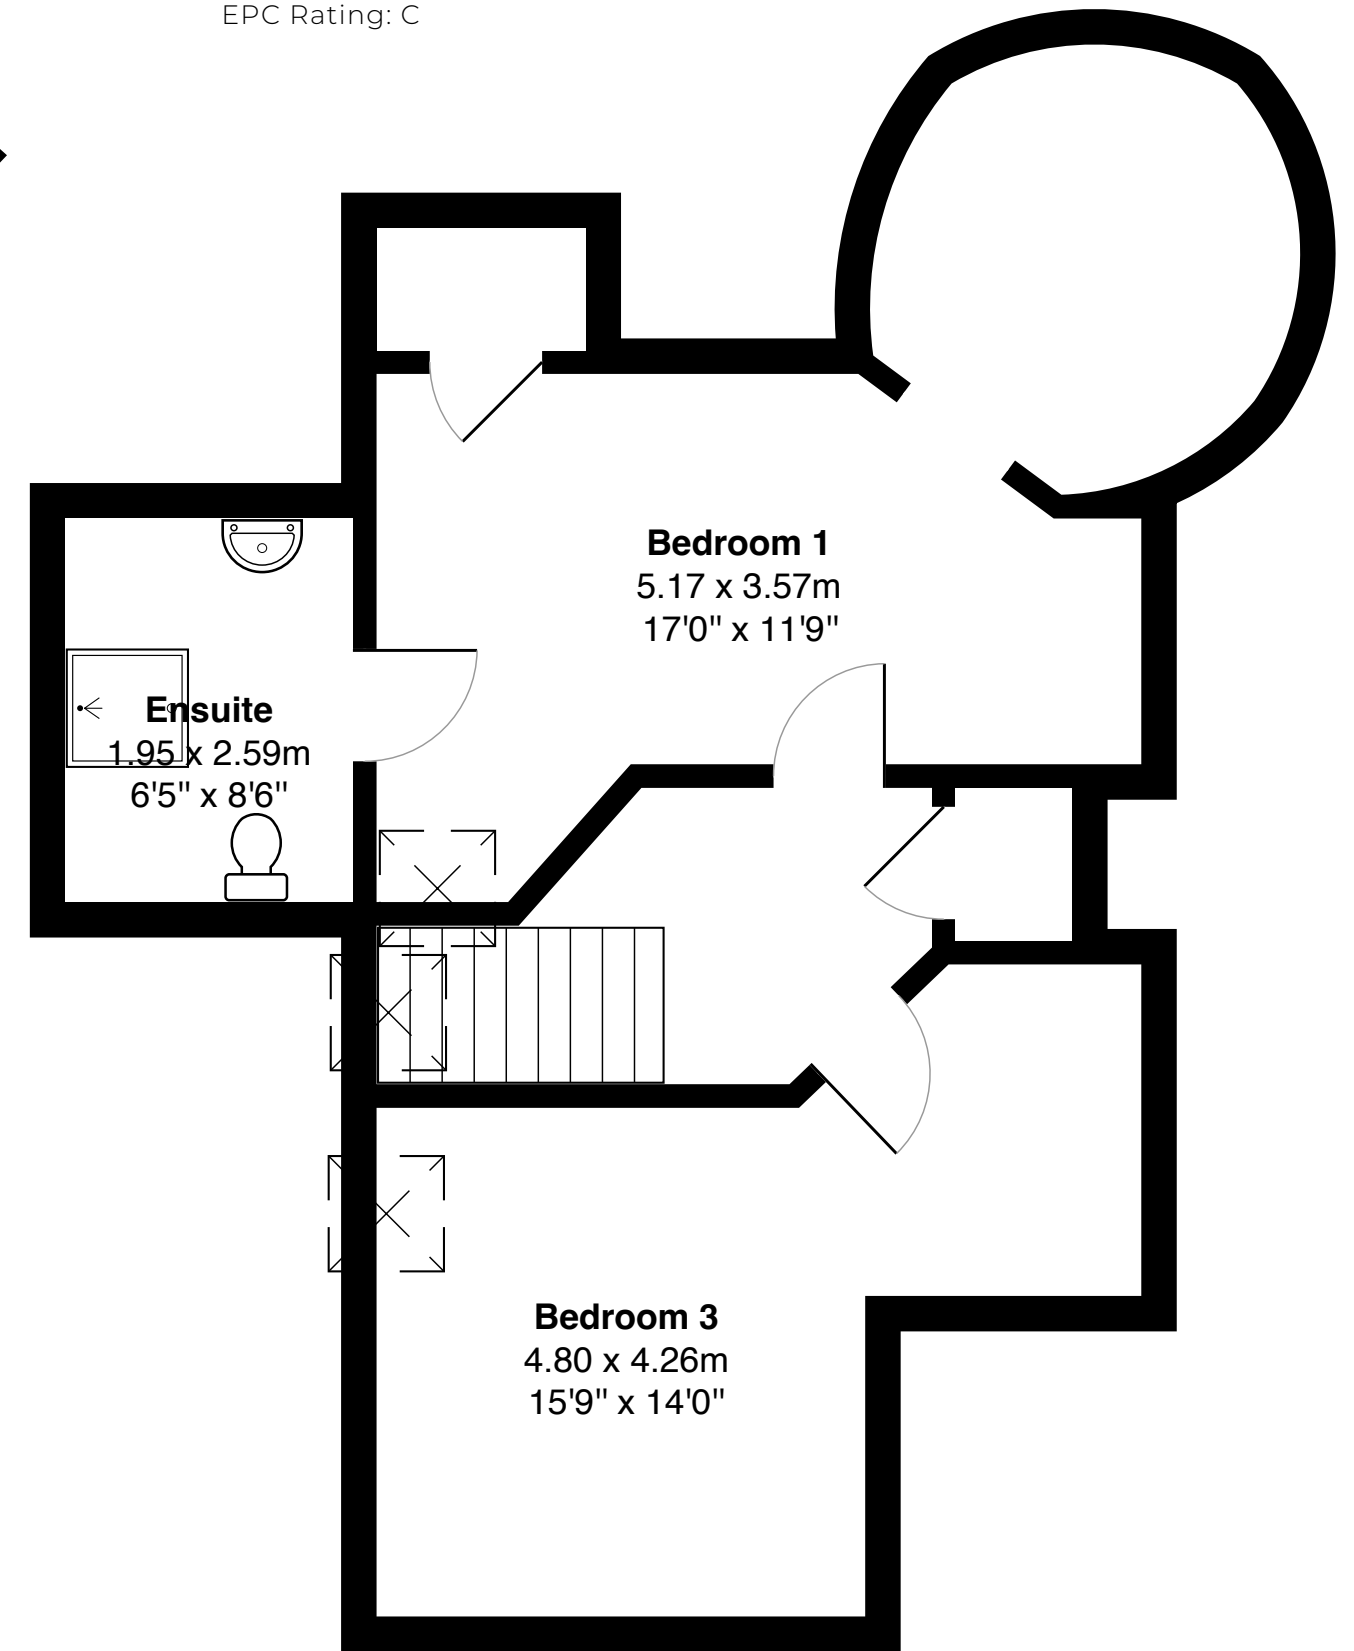 EPC Rating: C
Bedroom 1
5.17 x 3.57m
17'0" x 11'9"
Ensuite
1.95 x 2.59m
6'5" x 8'6"
Bedroom 3
4.80 x 4.26m
15'9" x 14'0"